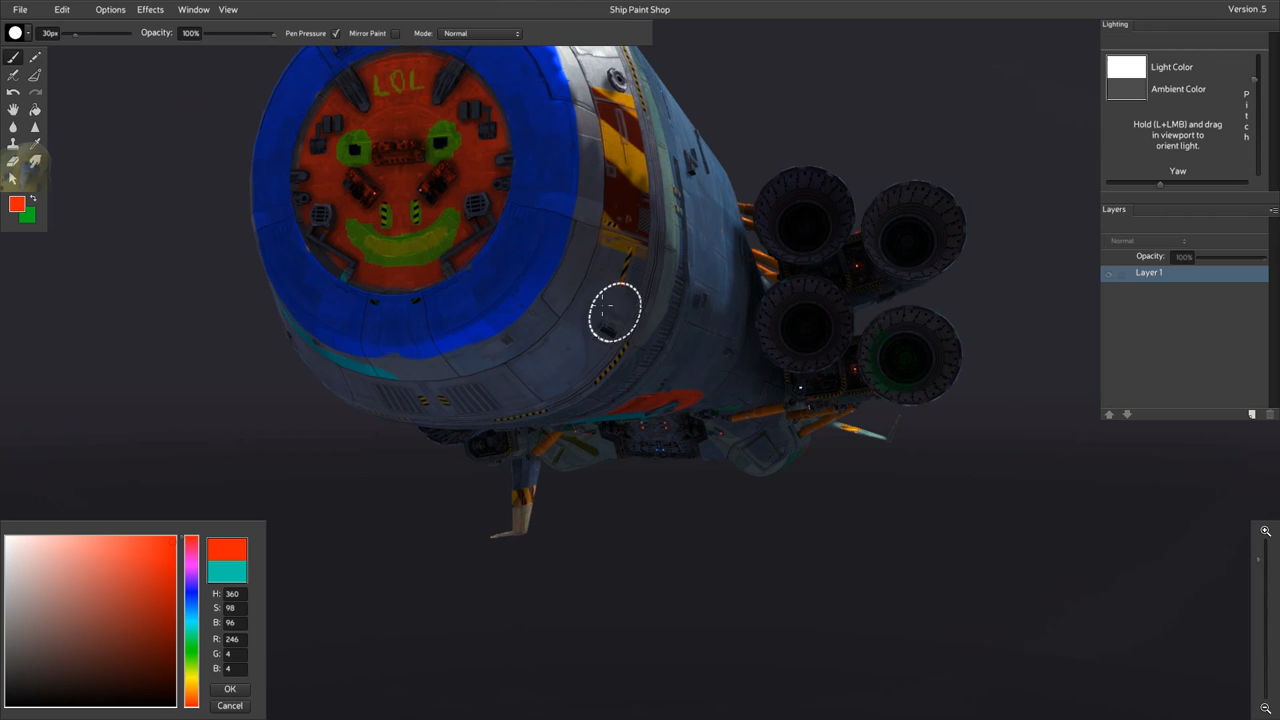 File Edit Options Effects Window View Ship Paint Shop Version .5
30px Opacity: 100% Pen Pressure Mirror Paint Mode: Normal
Lighting
Light Color
Ambient Color
Pitch
Hold (L+LMB) and drag
in viewport to
orient light.
Yaw
LOL
Layers
Normal
Opacity: 100%
Layer 1
H: 360
S: 98
B: 96
R: 246
G: 4
B: 4
OK
Cancel